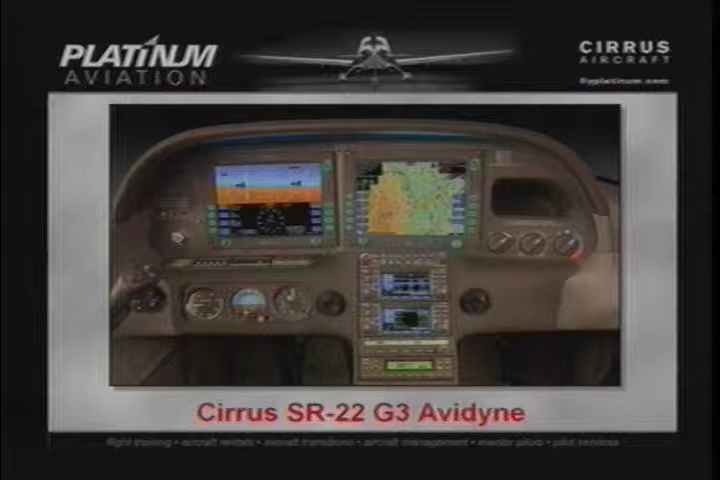 PLATINUM
AVIATION
CIRRUS
AIRCRAFT
flyplatinum.com
Cirrus SR-22 G3 Avidyne
flight training • aircraft rentals • aircraft transitions • aircraft management • mentor pilots • pilot services